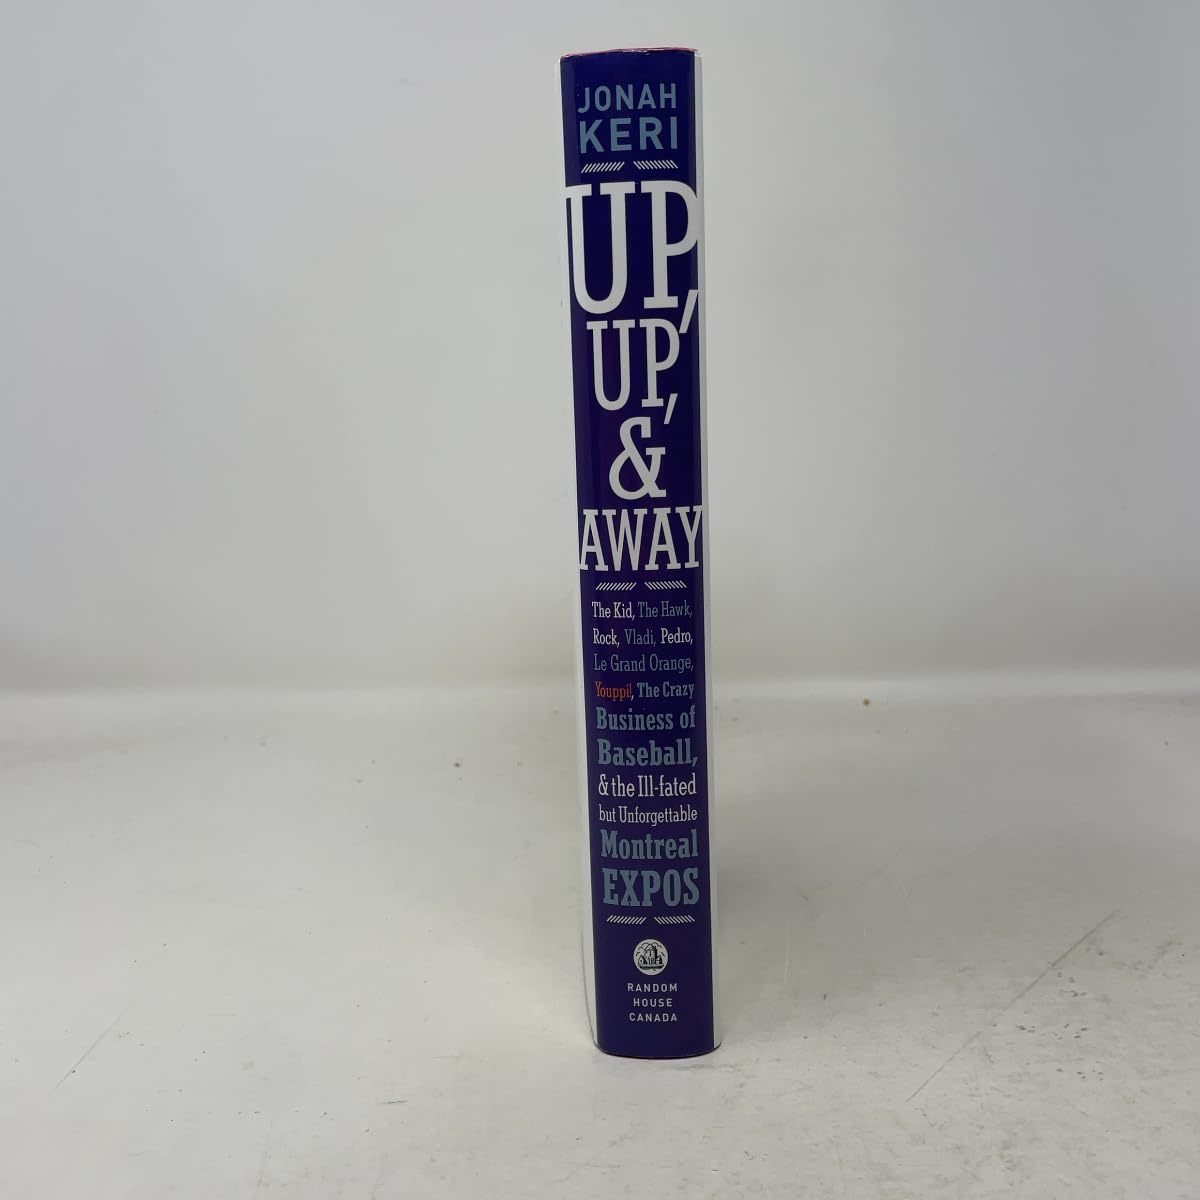 JONAH
KERI
UP,
UP,
&
AWAY
The Kid, The Hawk,
Rock, Vladi, Pedro,
Le Grand Orange,
Youppi!, The Crazy
Business of
Baseball,
& the Ill-fated
but Unforgettable
Montreal
EXPOS
RANDOM
HOUSE
CANADA